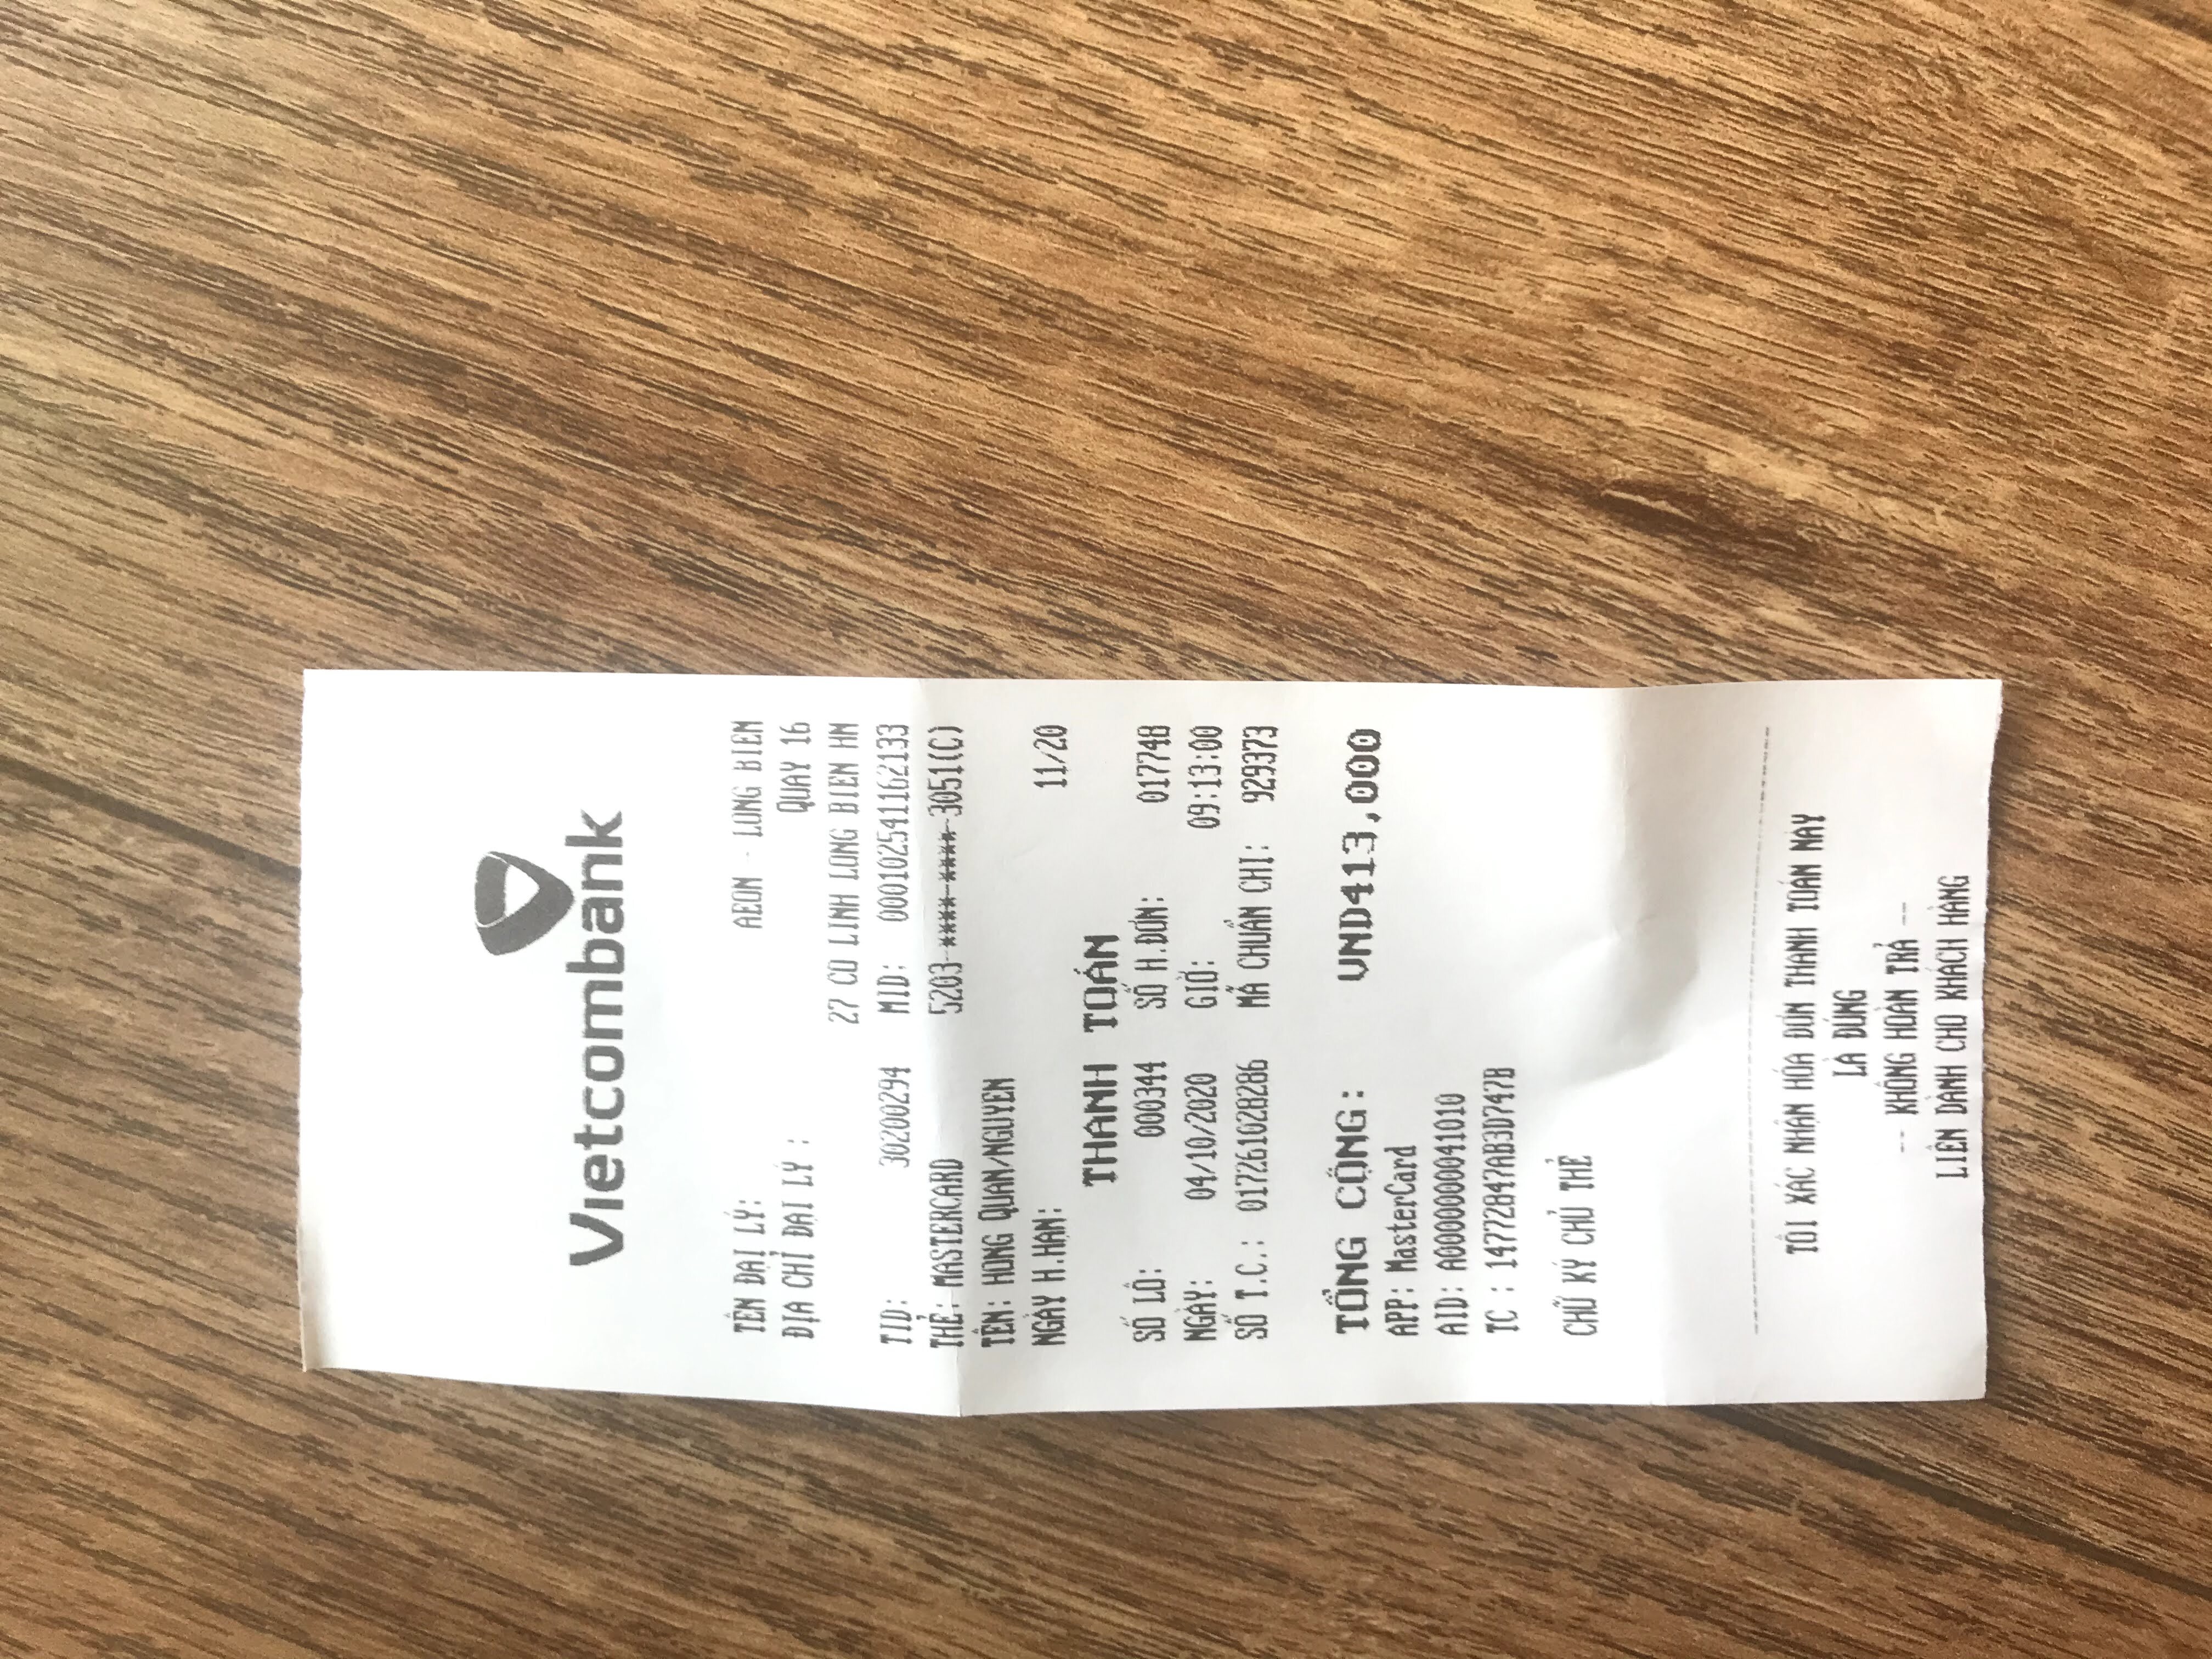 Vietcombank
TÊN ĐẠI LÝ: AEON - LONG BIEN
ĐỊA CHỈ ĐẠI LÝ : QUAY 16
27 CO LINH LONG BIEN HN
TID: 30200294 MID: 000102541162133
THẺ: MASTERCARD 5203-****-****-3051(C)
TÊN: HONG QUAN/NGUYEN
NGÀY H.HẠN: 11/20
THANH TOÁN
SỐ LÔ: 000344 SỐ H.ĐƠN: 017748
NGÀY: 04/10/2020 GIỜ: 09:13:00
SỐ T.C.: 017261028286 MÃ CHUẨN CHI: 929373
TỔNG CỘNG: VND413,000
APP: MasterCard
AID: A0000000041010
TC : 14772847AB3D747B
CHỮ KÝ CHỦ THẺ
TÔI XÁC NHẬN HÓA ĐƠN THANH TOÁN NÀY
LÀ ĐÚNG
-- KHÔNG HOÀN TRẢ --
LIÊN DÀNH CHO KHÁCH HÀNG